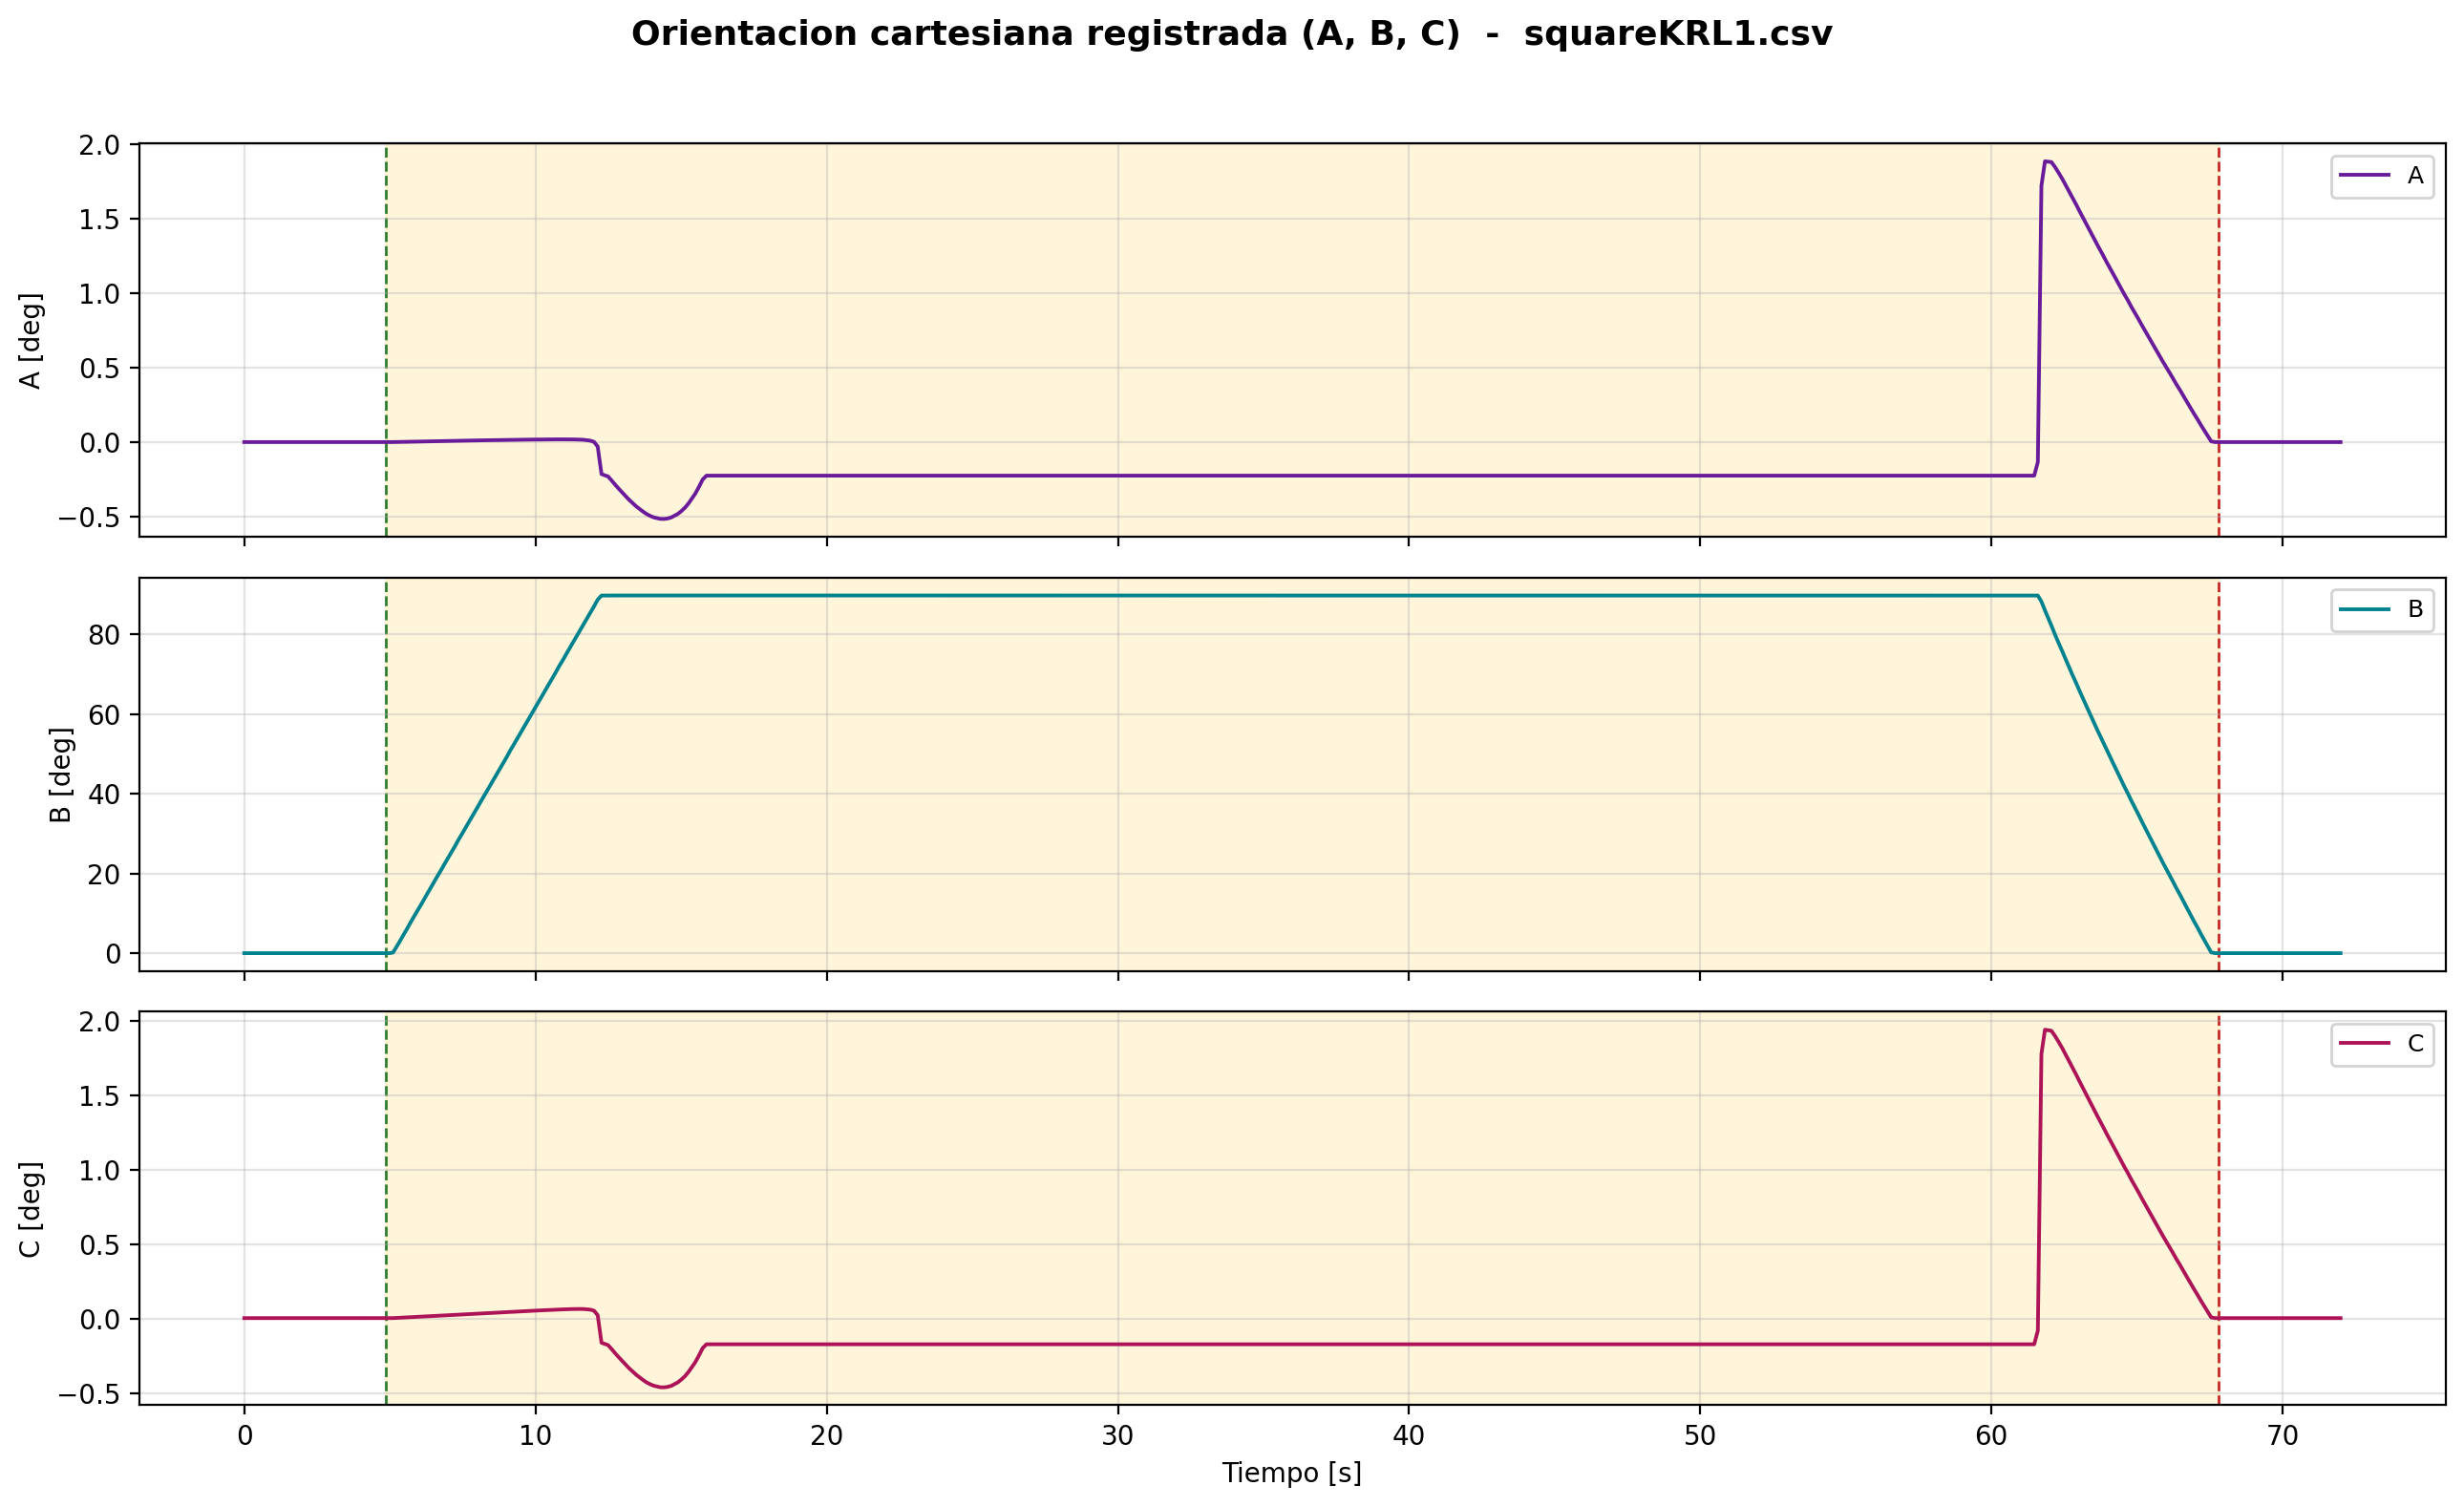 Orientacion cartesiana registrada (A, B, C)  -  squareKRL1.csv
2.0
1.5
1.0
0.5
0.0
−0.5
A [deg]
A
80
60
40
20
0
B [deg]
B
2.0
1.5
1.0
0.5
0.0
−0.5
C [deg]
C
0 10 20 30 40 50 60 70
Tiempo [s]